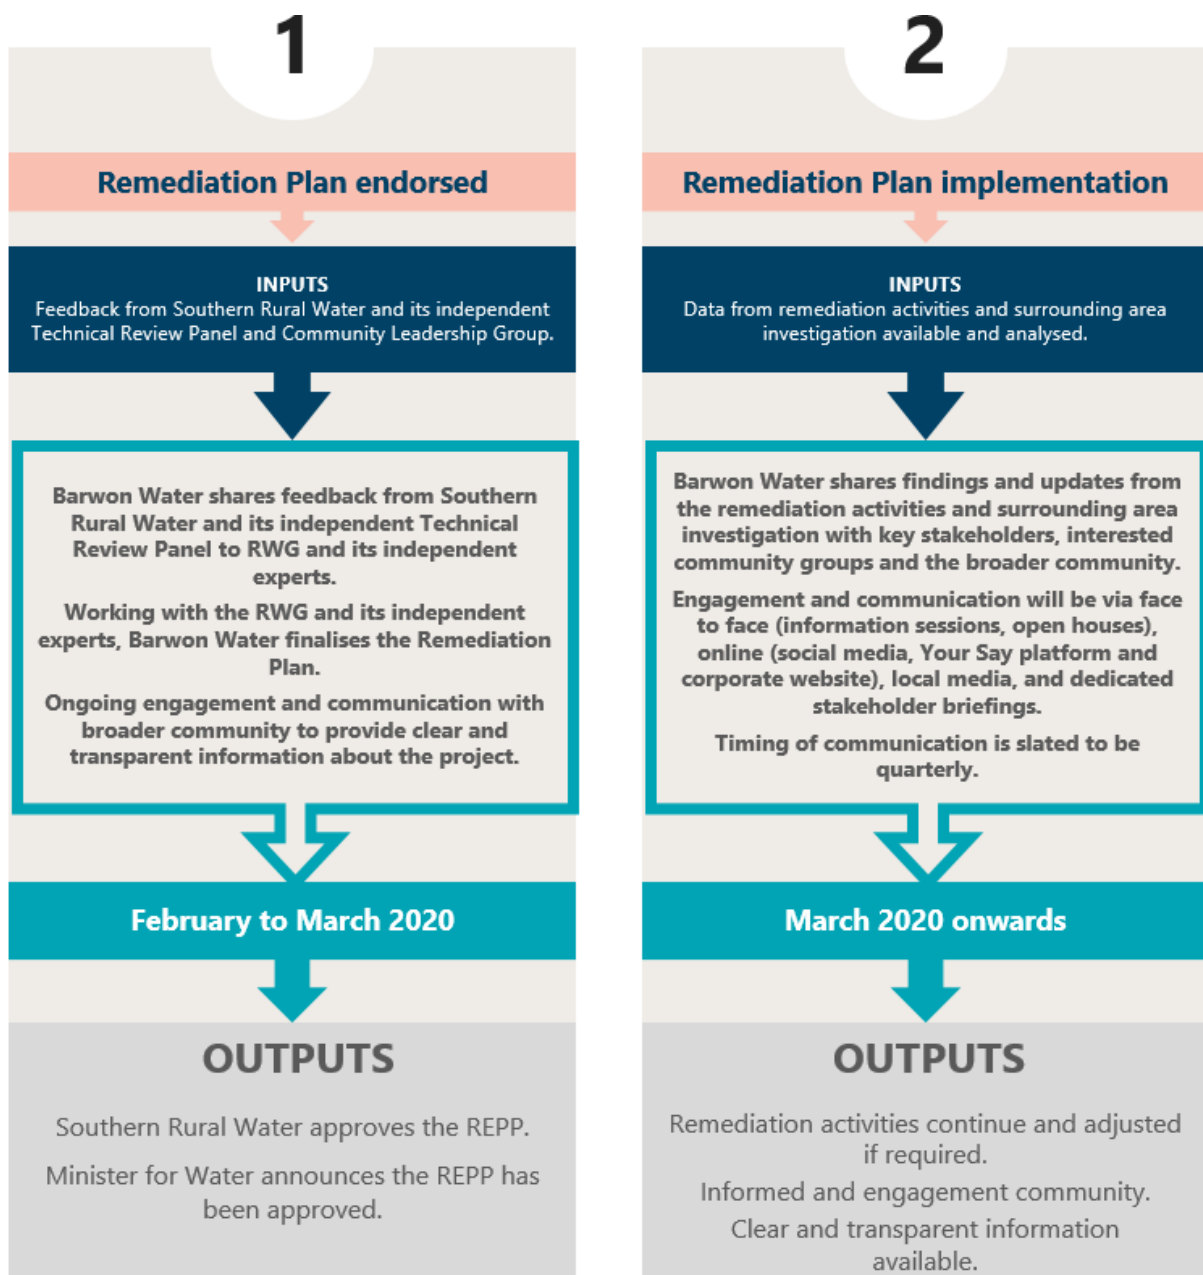 1
Remediation Plan endorsed
INPUTS
Feedback from Southern Rural Water and its independent
Technical Review Panel and Community Leadership Group.
Barwon Water shares feedback from Southern
Rural Water and its independent Technical
Review Panel to RWG and its independent
experts.
Working with the RWG and its independent
experts, Barwon Water finalises the Remediation
Plan.
Ongoing engagement and communication with
broader community to provide clear and
transparent information about the project.
February to March 2020
OUTPUTS
Southern Rural Water approves the REPP.
Minister for Water announces the REPP has
been approved.
2
Remediation Plan implementation
INPUTS
Data from remediation activities and surrounding area
investigation available and analysed.
Barwon Water shares findings and updates from
the remediation activities and surrounding area
investigation with key stakeholders, interested
community groups and the broader community.
Engagement and communication will be via face
to face (information sessions, open houses),
online (social media, Your Say platform and
corporate website), local media, and dedicated
stakeholder briefings.
Timing of communication is slated to be
quarterly.
March 2020 onwards
OUTPUTS
Remediation activities continue and adjusted
if required.
Informed and engagement community.
Clear and transparent information
available.